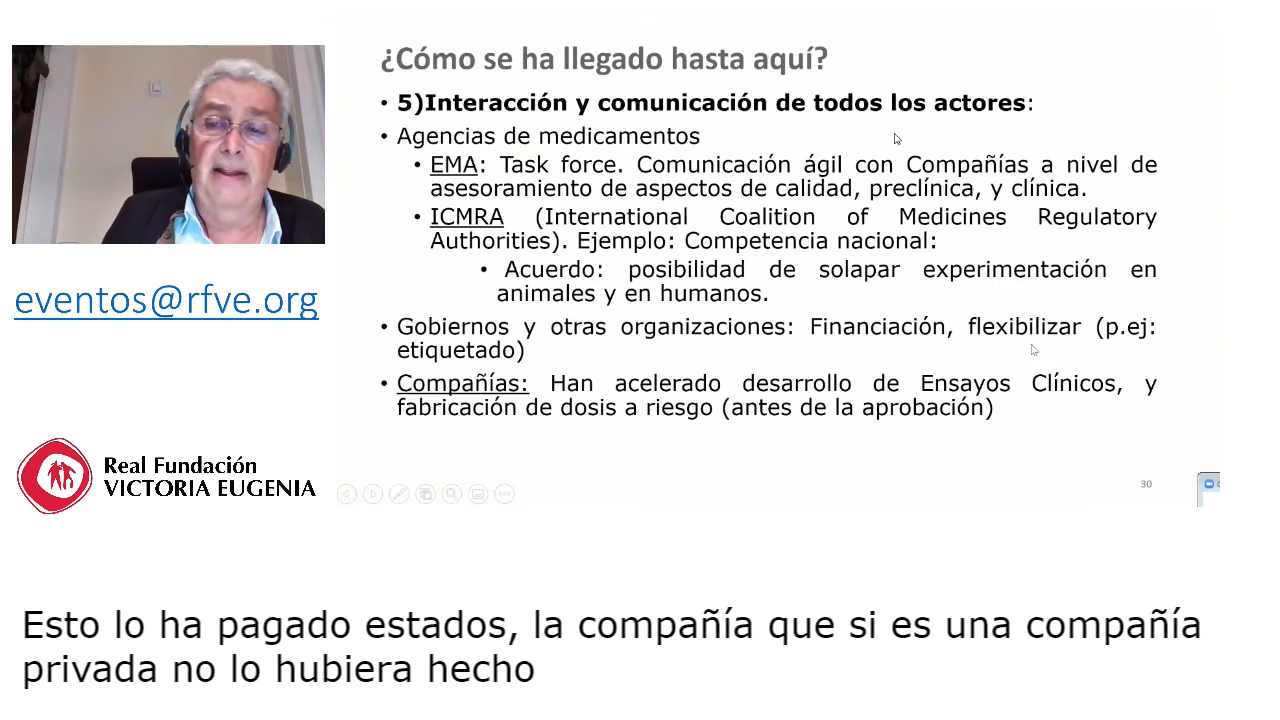 ¿Cómo se ha llegado hasta aquí?
• 5)Interacción y comunicación de todos los actores:
• Agencias de medicamentos
• EMA: Task force. Comunicación ágil con Compañías a nivel de
asesoramiento de aspectos de calidad, preclínica, y clínica.
• ICMRA (International Coalition of Medicines Regulatory
Authorities). Ejemplo: Competencia nacional:
• Acuerdo: posibilidad de solapar experimentación en
animales y en humanos.
• Gobiernos y otras organizaciones: Financiación, flexibilizar (p.ej:
etiquetado)
• Compañías: Han acelerado desarrollo de Ensayos Clínicos, y
fabricación de dosis a riesgo (antes de la aprobación)
30
eventos@rfve.org
Real Fundación
VICTORIA EUGENIA
Esto lo ha pagado estados, la compañía que si es una compañía
privada no lo hubiera hecho